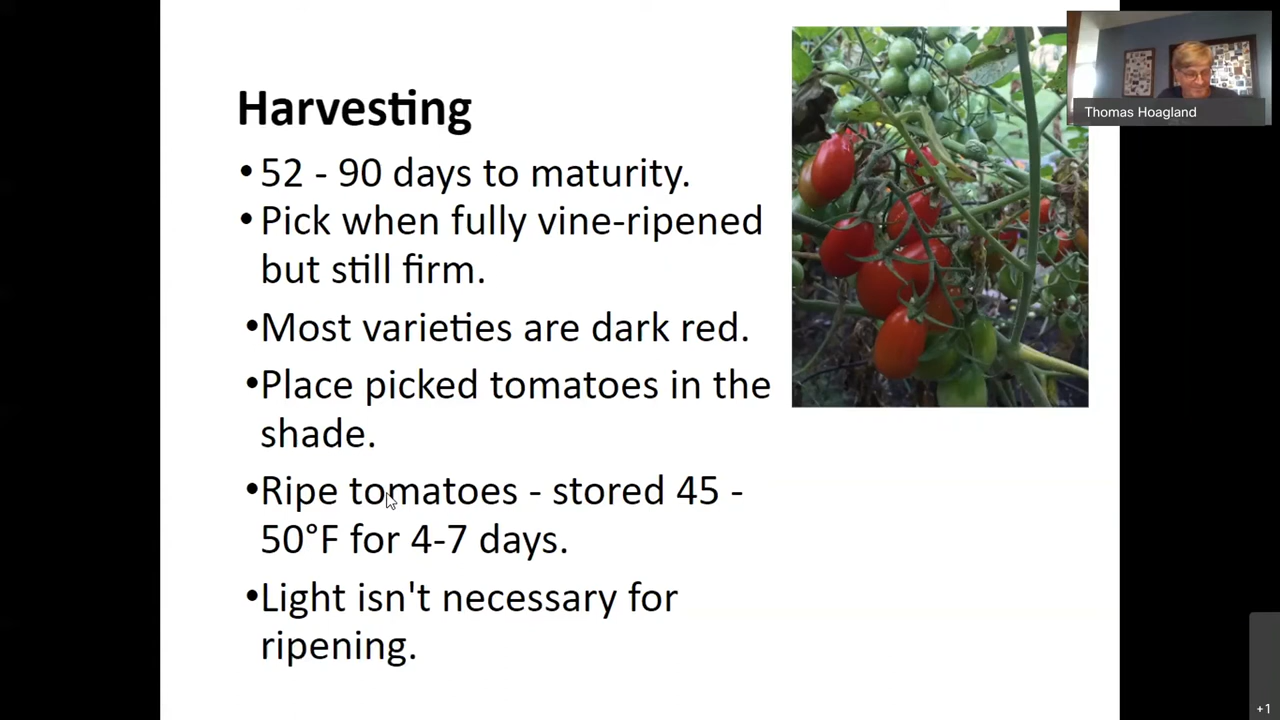 Harvesting
• 52 - 90 days to maturity.
• Pick when fully vine-ripened
but still firm.
•Most varieties are dark red.
•Place picked tomatoes in the
shade.
•Ripe tomatoes - stored 45 -
50°F for 4-7 days.
•Light isn't necessary for
ripening.
Thomas Hoagland
+1